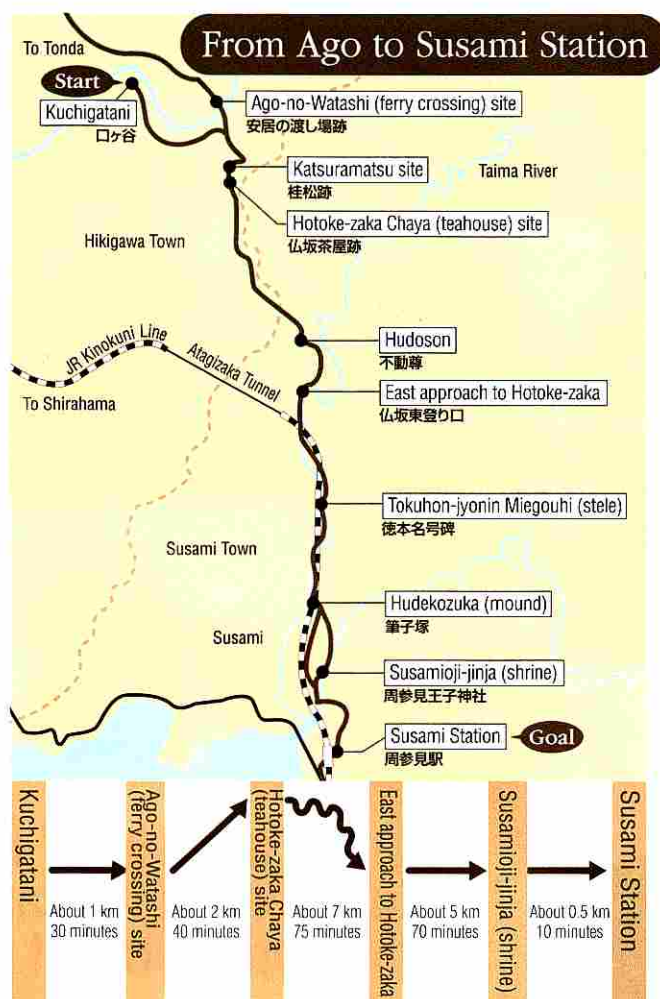 From Ago to Susami Station
To Tonda
Start
Kuchigatani
口ヶ谷
Ago-no-Watashi (ferry crossing) site
安居の渡し場跡
Katsuramatsu site
桂松跡
Taima River
Hotoke-zaka Chaya (teahouse) site
仏坂茶屋跡
Hikigawa Town
Hudoson
不動尊
JR Kinokuni Line
Atagizaka Tunnel
To Shirahama
East approach to Hotoke-zaka
仏坂東登り口
Tokuhon-jyonin Miegouhi (stele)
徳本名号碑
Susami Town
Hudekozuka (mound)
筆子塚
Susami
Susamioji-jinja (shrine)
周参見王子神社
Susami Station
周参見駅
Goal
Kuchigatani
About 1 km
30 minutes
Ago-no-Watashi
(ferry crossing) site
About 2 km
40 minutes
Hotoke-zaka Chaya
(teahouse) site
About 7 km
75 minutes
East approach to Hotoke-zaka
About 5 km
70 minutes
Susamioji-jinja (shrine)
About 0.5 km
10 minutes
Susami Station